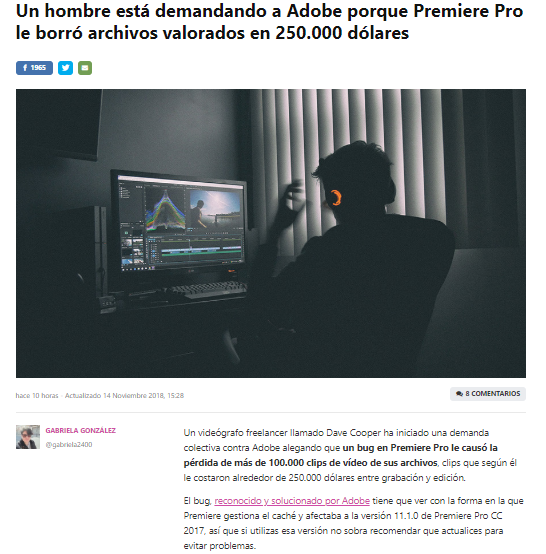 Un hombre está demandando a Adobe porque Premiere Pro
le borró archivos valorados en 250.000 dólares
1965
hace 10 horas · Actualizado 14 Noviembre 2018, 15:28
8 COMENTARIOS
GABRIELA GONZÁLEZ
@gabriela2400
Un videógrafo freelancer llamado Dave Cooper ha iniciado una demanda
colectiva contra Adobe alegando que un bug en Premiere Pro le causó la
pérdida de más de 100.000 clips de vídeo de sus archivos, clips que según él
le costaron alrededor de 250.000 dólares entre grabación y edición.
El bug, reconocido y solucionado por Adobe tiene que ver con la forma en la que
Premiere gestiona el caché y afectaba a la versión 11.1.0 de Premiere Pro CC
2017, así que si utilizas esa versión no sobra recomendar que actualices para
evitar problemas.